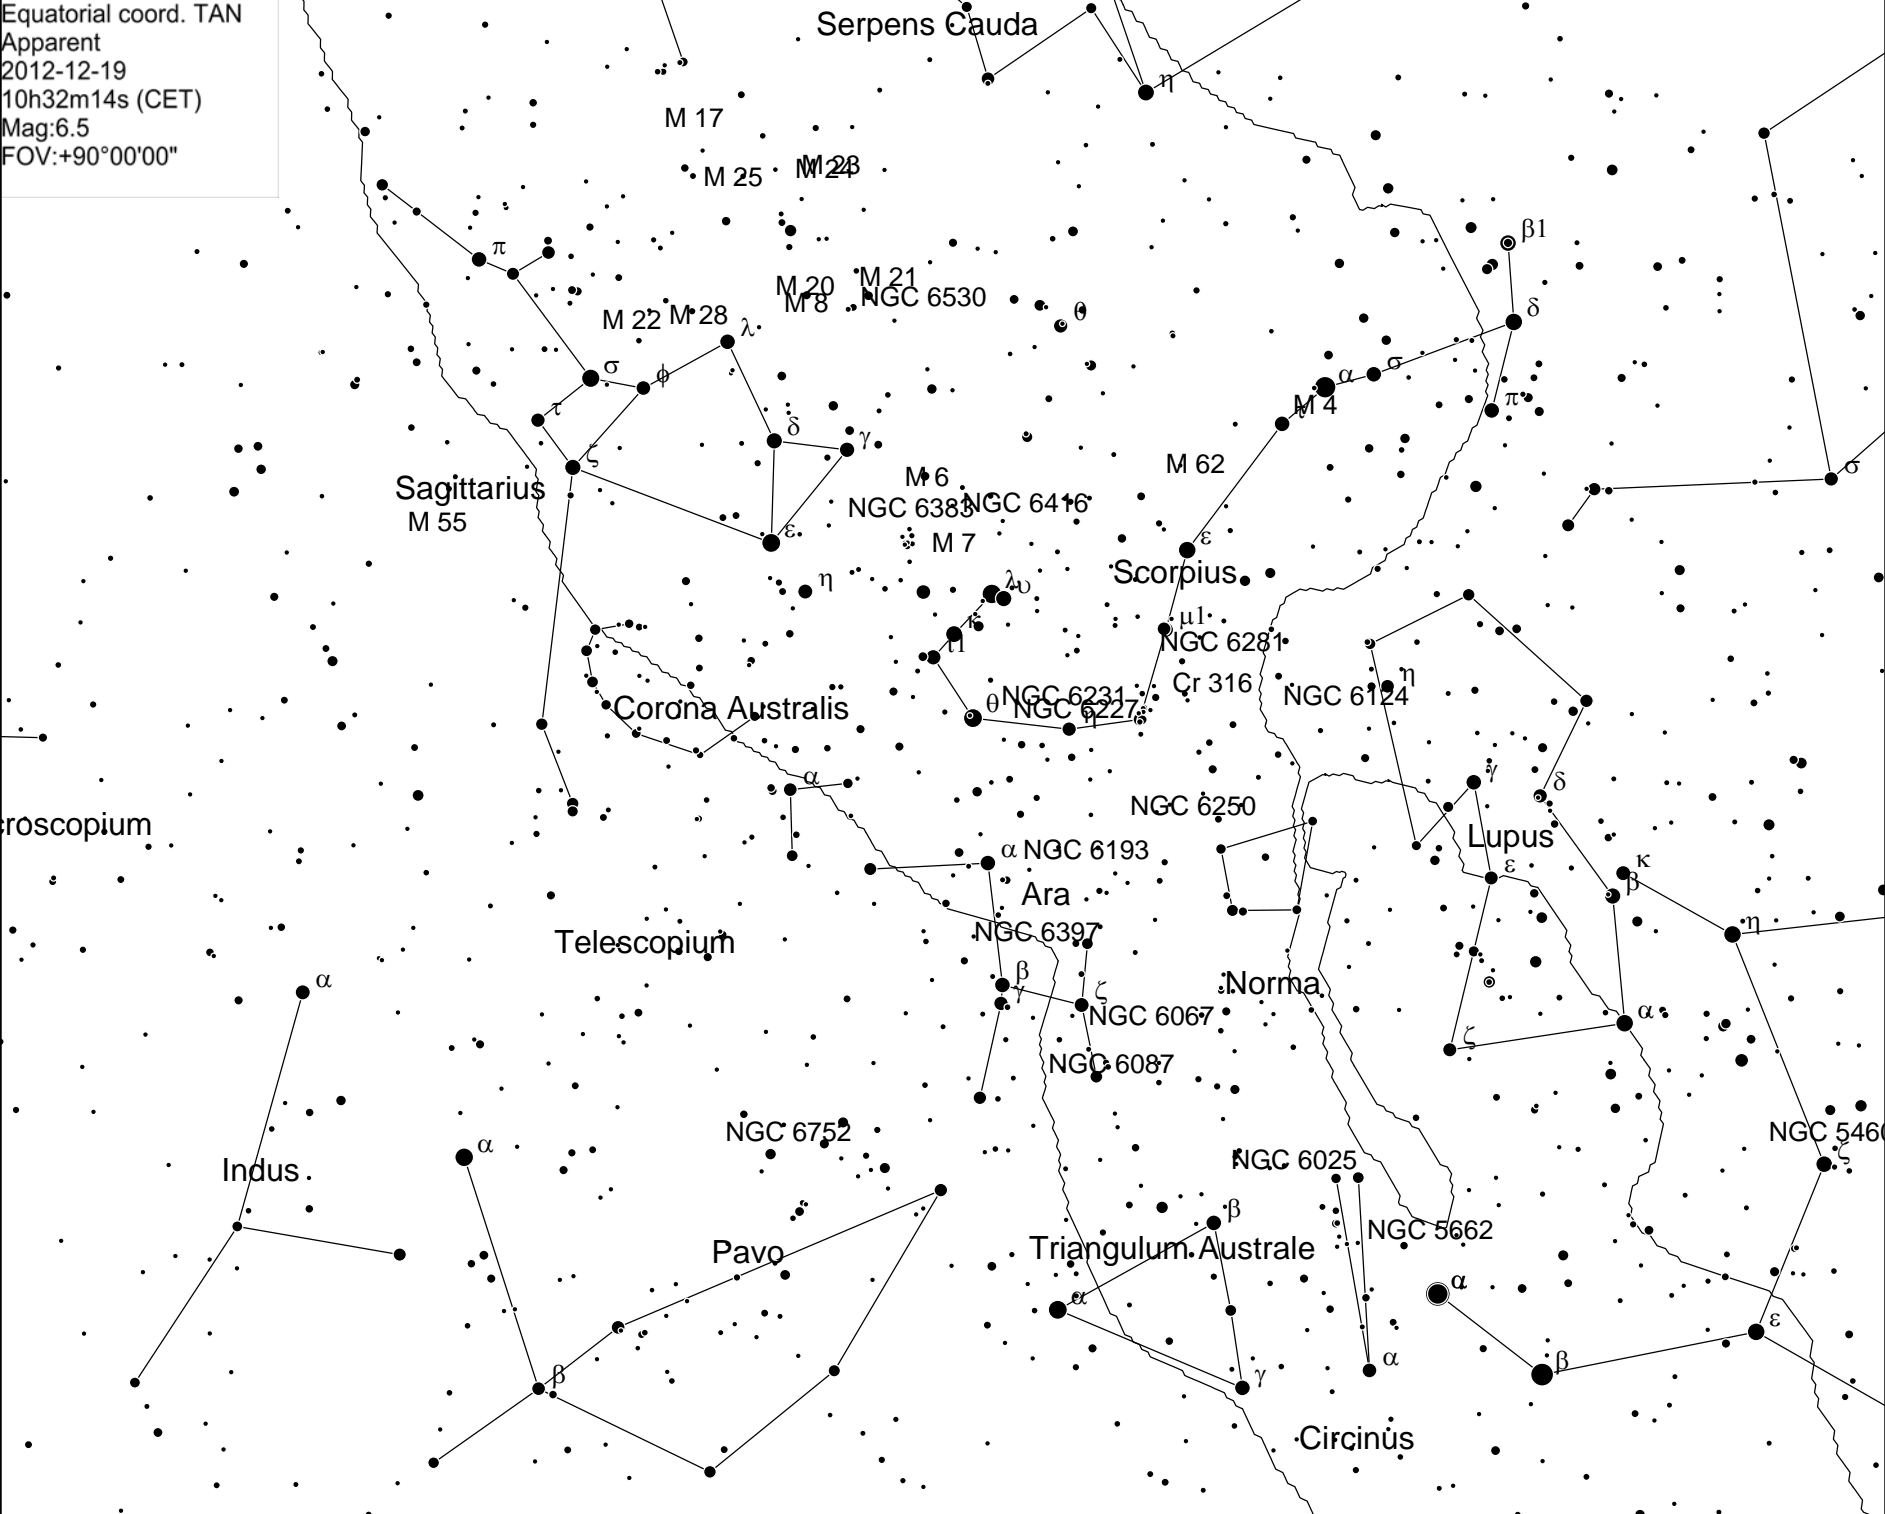 Equatorial coord. TAN
Apparent
2012-12-19
10h32m14s (CET)
Mag:6.5
FOV:+90°00'00"
Serpens Cauda
η
M 17
M 25
M 24
M 23
β1
π
M 20
M 21
M 8
NGC 6530
M 22
M 28
λ
θ
δ
σ
φ
α
σ
τ
M 4
π
δ
γ
ζ
M 62
σ
Sagittarius
M 6
M 55
NGC 6383
NGC 6416
ε
M 7
ε
η
λ
υ
Scorpius
κ
ι1
μ1
NGC 6281
Corona Australis
θ
NGC 6231
NGC 6227
η
Cr 316
NGC 6124
η
α
γ
δ
croscopium
NGC 6250
Lupus
α
NGC 6193
ε
κ
β
Ara
NGC 6397
η
Telescopium
β
γ
ζ
Norma
α
NGC 6067
α
ζ
NGC 6087
NGC 6752
NGC 5460
α
Indus
NGC 6025
ζ
β
NGC 5662
Pavo
Triangulum Australe
α
α
ε
β
α
β
γ
Circinus